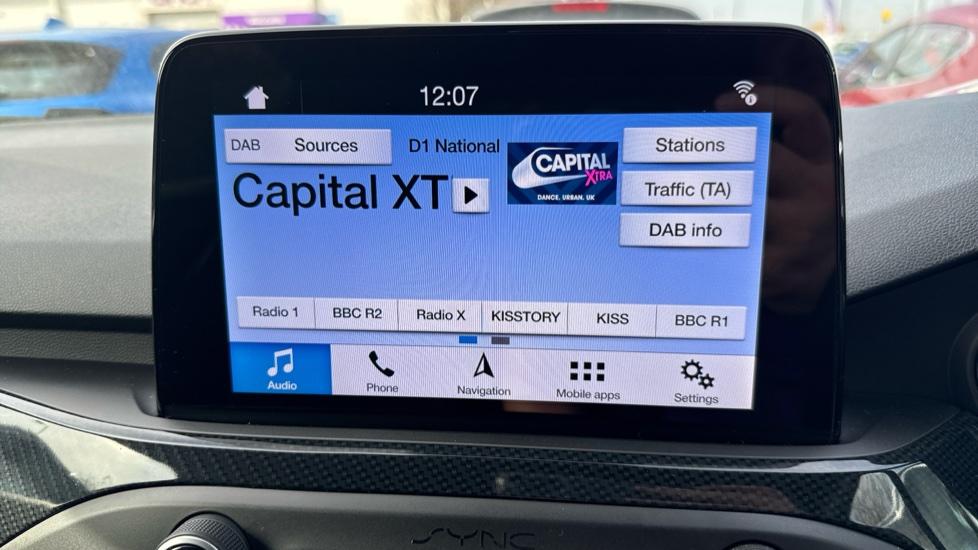 12:07
DAB Sources D1 National Stations
CAPITAL
XTRA
DANCE. URBAN. UK
Capital XT
Traffic (TA)
DAB info
Radio 1 BBC R2 Radio X KISSTORY KISS BBC R1
Audio Phone Navigation Mobile apps Settings
SYNC